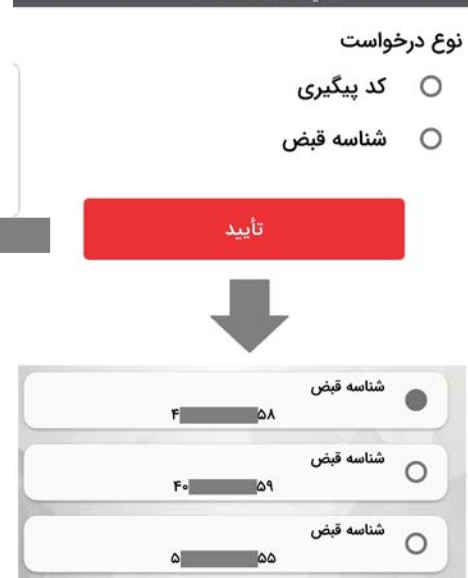 نوع درخواست
کد پیگیری
شناسه قبض
تأیید
شناسه قبض
۴ ۵۸
شناسه قبض
۴۰ ۵۹
شناسه قبض
۵ ۵۵